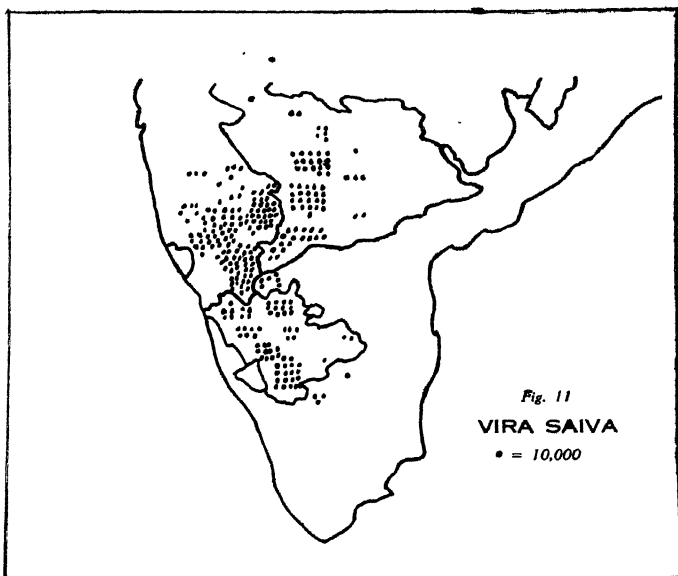 Fig. 11
VIRA SAIVA
• = 10,000